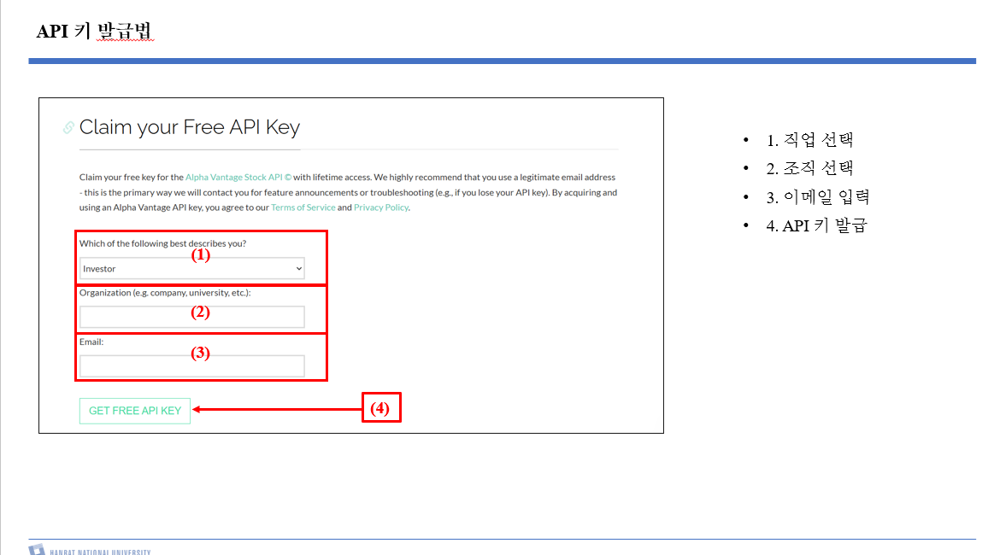 API 키 발급법
Claim your Free API Key
Claim your free key for the Alpha Vantage Stock API © with lifetime access. We highly recommend that you use a legitimate email address
- this is the primary way we will contact you for feature announcements or troubleshooting (e.g., if you lose your API key). By acquiring and
using an Alpha Vantage API key, you agree to our Terms of Service and Privacy Policy.
Which of the following best describes you?
(1)
Investor
Organization (e.g. company, university, etc.):
(2)
Email:
(3)
GET FREE API KEY
(4)
• 1. 직업 선택
• 2. 조직 선택
• 3. 이메일 입력
• 4. API 키 발급
HANBAT NATIONAL UNIVERSITY